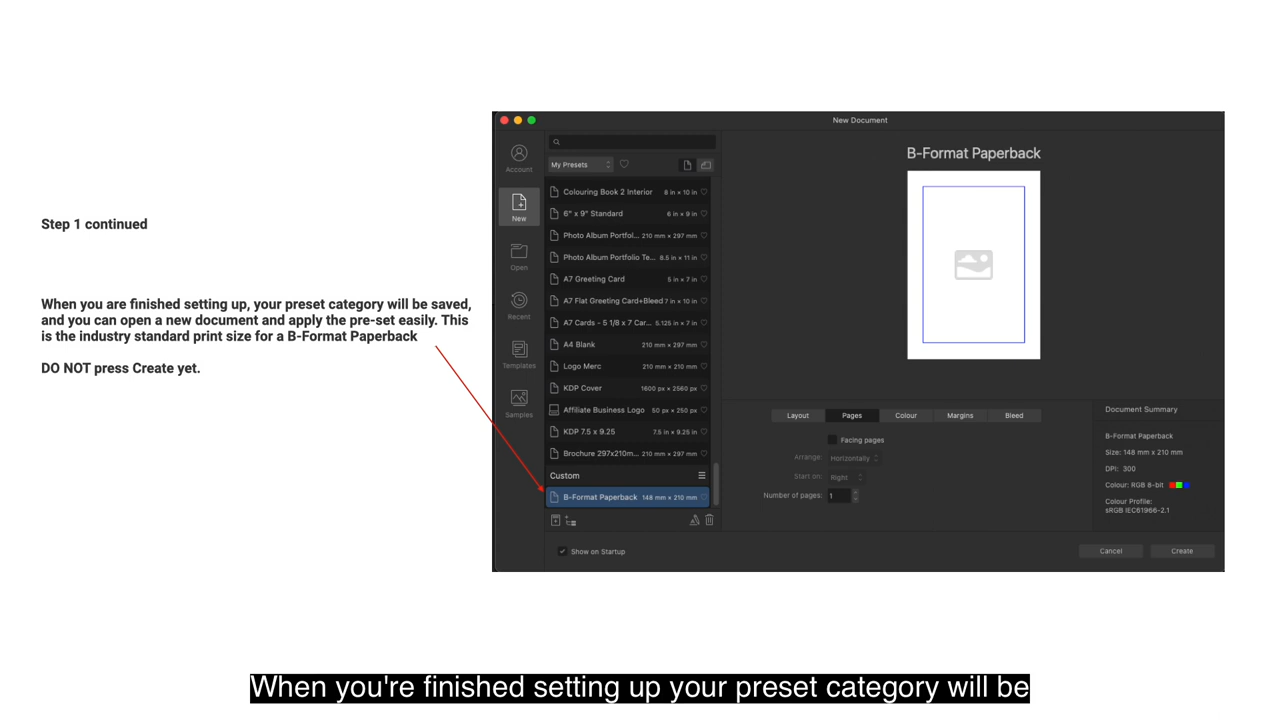 New Document
Account
New
Open
Recent
Templates
Samples
My Presets
Colouring Book 2 Interior 8 in × 10 in
6" x 9" Standard 6 in × 9 in
Photo Album Portfol... 210 mm × 297 mm
Photo Album Portfolio Te... 8.5 in × 11 in
A7 Greeting Card 5 in × 7 in
A7 Flat Greeting Card+Bleed 7 in × 10 in
A7 Cards - 5 1/8 x 7 Car... 5.125 in × 7 in
A4 Blank 210 mm × 297 mm
Logo Merc 210 mm × 210 mm
KDP Cover 1600 px × 2560 px
Affiliate Business Logo 50 px × 250 px
KDP 7.5 x 9.25 7.5 in × 9.25 in
Brochure 297x210m... 210 mm × 297 mm
Custom
B-Format Paperback 148 mm × 210 mm
Show on Startup
B-Format Paperback
Layout Pages Colour Margins Bleed
Facing pages
Arrange: Horizontally
Start on: Right
Number of pages: 1
Document Summary
B-Format Paperback
Size: 148 mm x 210 mm
DPI: 300
Colour: RGB 8-bit
Colour Profile:
sRGB IEC61966-2.1
Cancel Create
Step 1 continued
When you are finished setting up, your preset category will be saved,
and you can open a new document and apply the pre-set easily. This
is the industry standard print size for a B-Format Paperback
DO NOT press Create yet.
When you're finished setting up your preset category will be